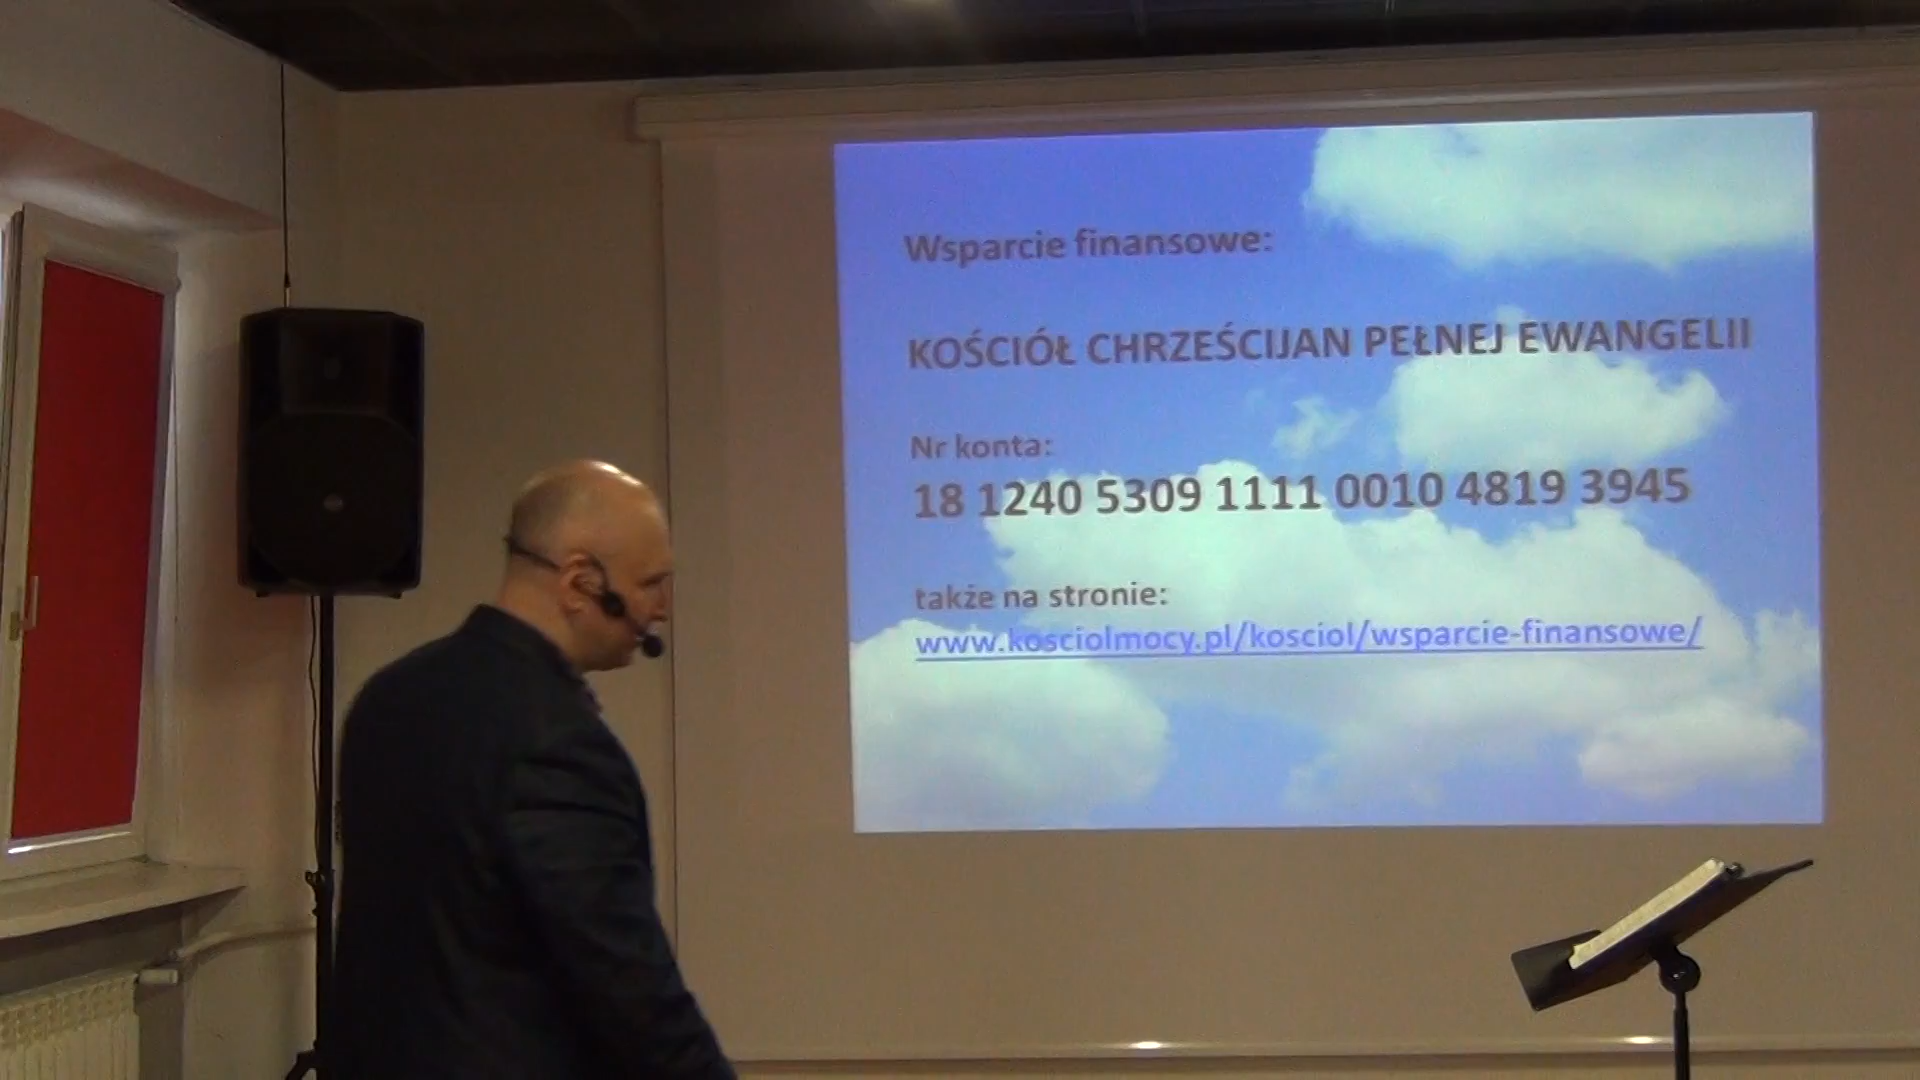 Wsparcie finansowe:
KOŚCIÓŁ CHRZEŚCIJAN PEŁNEJ EWANGELII
Nr konta:
18 1240 5309 1111 0010 4819 3945
także na stronie:
www.kosciolmocy.pl/kosciol/wsparcie-finansowe/